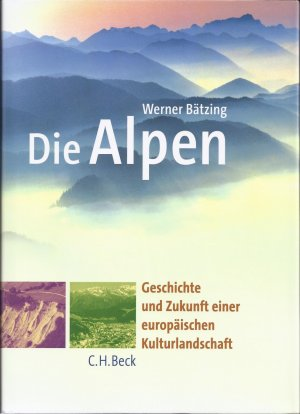 Werner Bätzing
Die Alpen
Geschichte
und Zukunft einer
europäischen
Kulturlandschaft
C.H.Beck